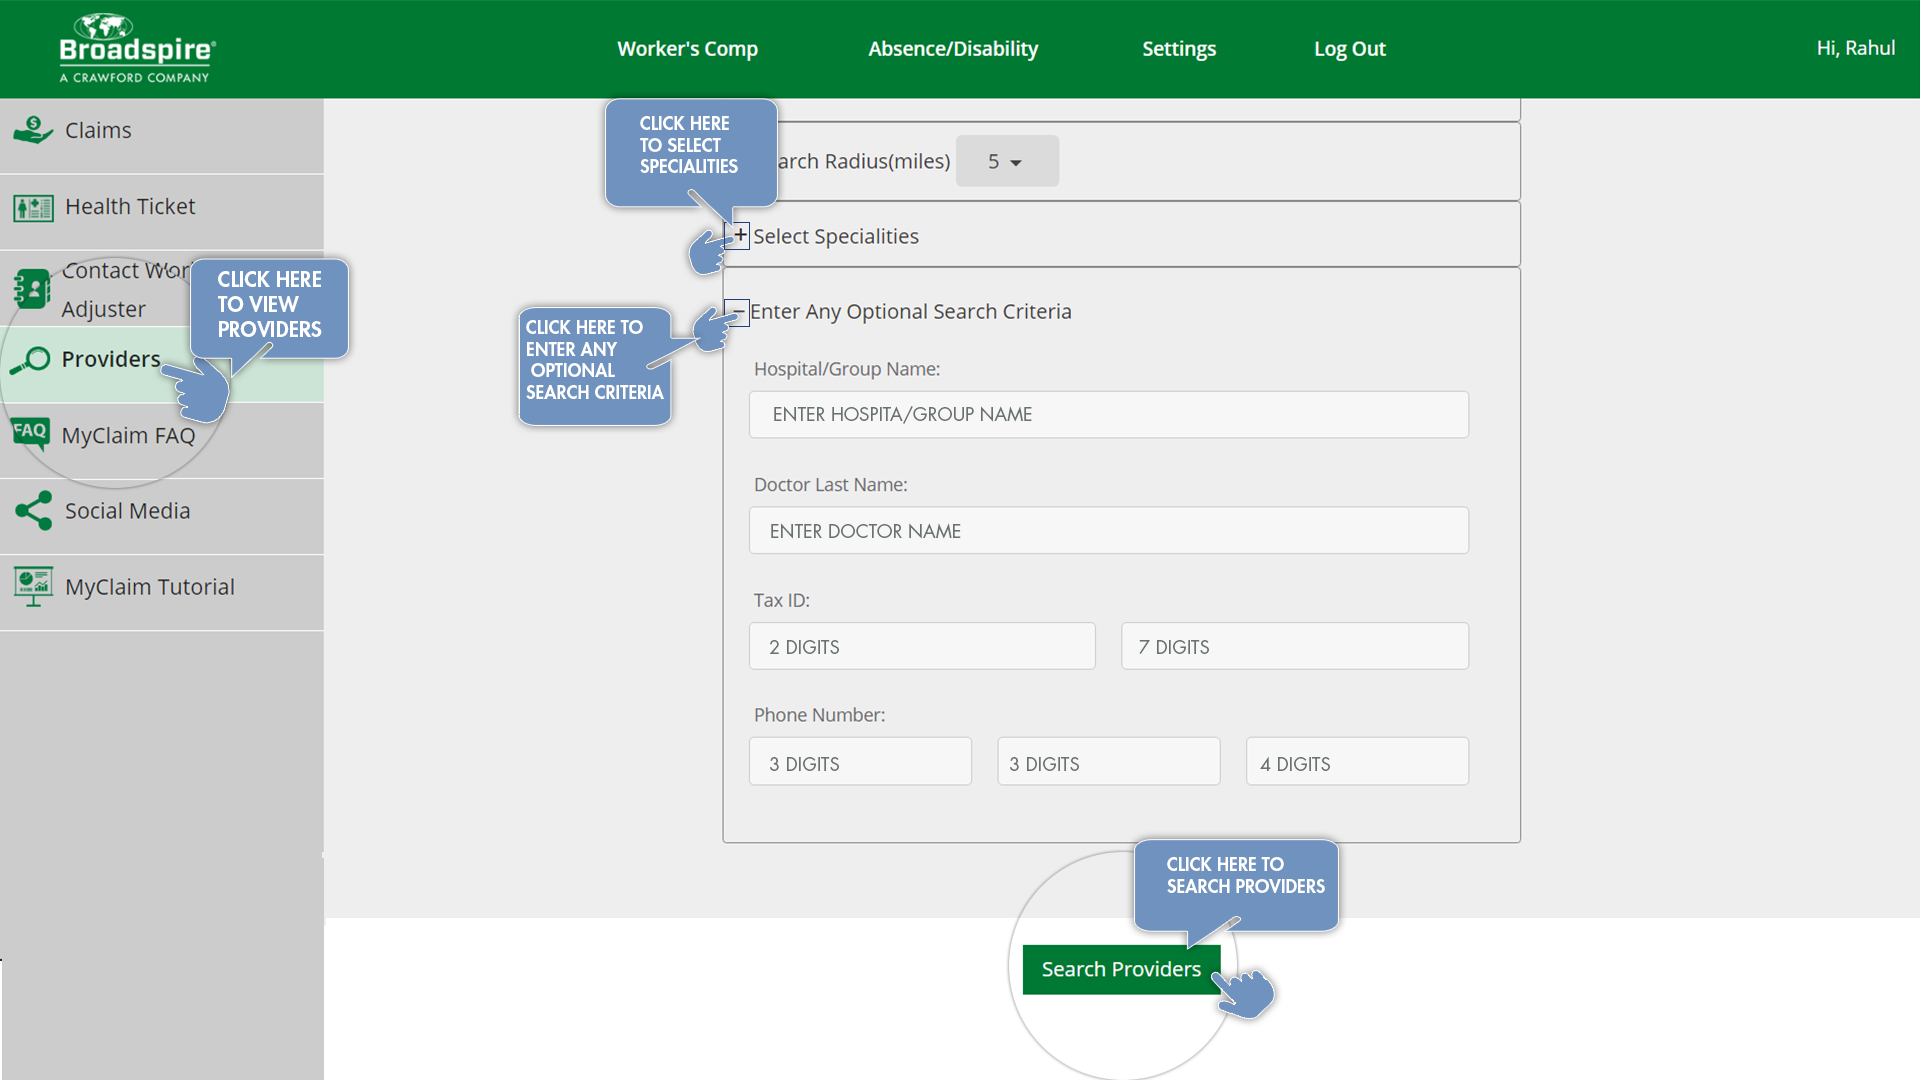 Broadspire®
A CRAWFORD COMPANY
Worker's Comp
Absence/Disability
Settings
Log Out
Hi, Rahul
Claims
Health Ticket
Contact Wor
Adjuster
Providers
FAQ
MyClaim FAQ
Social Media
MyClaim Tutorial
CLICK HERE
TO VIEW
PROVIDERS
CLICK HERE
TO SELECT
SPECIALITIES
arch Radius(miles)
5
+
Select Specialities
CLICK HERE TO
ENTER ANY
OPTIONAL
SEARCH CRITERIA
−
Enter Any Optional Search Criteria
Hospital/Group Name:
ENTER HOSPITA/GROUP NAME
Doctor Last Name:
ENTER DOCTOR NAME
Tax ID:
2 DIGITS
7 DIGITS
Phone Number:
3 DIGITS
3 DIGITS
4 DIGITS
CLICK HERE TO
SEARCH PROVIDERS
Search Providers